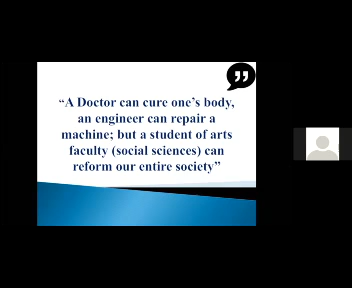 “A Doctor can cure one’s body,
an engineer can repair a
machine; but a student of arts
faculty (social sciences) can
reform our entire society”